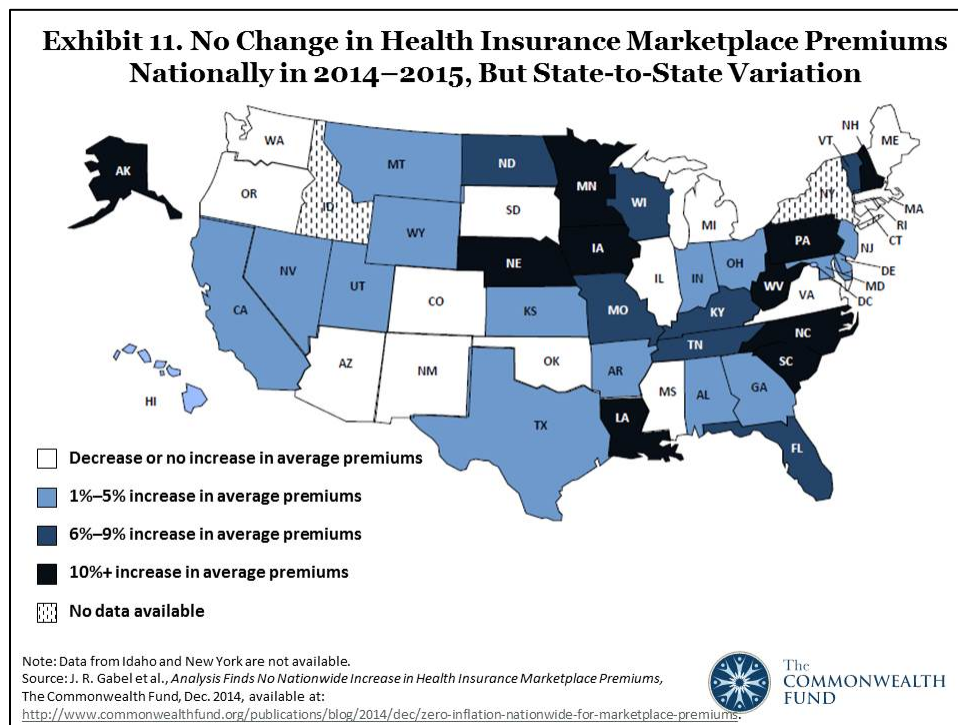 Exhibit 11. No Change in Health Insurance Marketplace Premiums
Nationally in 2014–2015, But State-to-State Variation
WA
OR
ID
MT
ND
MN
WI
MI
VT
NH
ME
NY
MA
RI
CT
SD
WY
NV
UT
CA
CO
NE
IA
IL
IN
OH
PA
NJ
DE
MD
DC
WV
VA
KS
MO
KY
TN
NC
SC
AZ
NM
OK
AR
MS
AL
GA
TX
LA
FL
AK
HI
Decrease or no increase in average premiums
1%–5% increase in average premiums
6%–9% increase in average premiums
10%+ increase in average premiums
No data available
Note: Data from Idaho and New York are not available.
Source: J. R. Gabel et al., Analysis Finds No Nationwide Increase in Health Insurance Marketplace Premiums,
The Commonwealth Fund, Dec. 2014, available at:
http://www.commonwealthfund.org/publications/blog/2014/dec/zero-inflation-nationwide-for-marketplace-premiums.
The
COMMONWEALTH
FUND